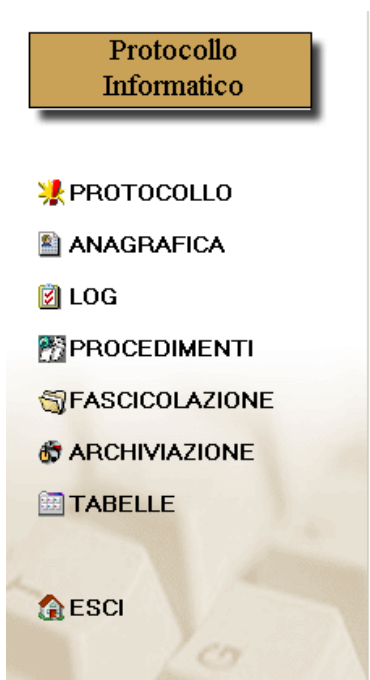 Protocollo
Informatico
PROTOCOLLO
ANAGRAFICA
LOG
PROCEDIMENTI
FASCICOLAZIONE
ARCHIVIAZIONE
TABELLE
ESCI
G